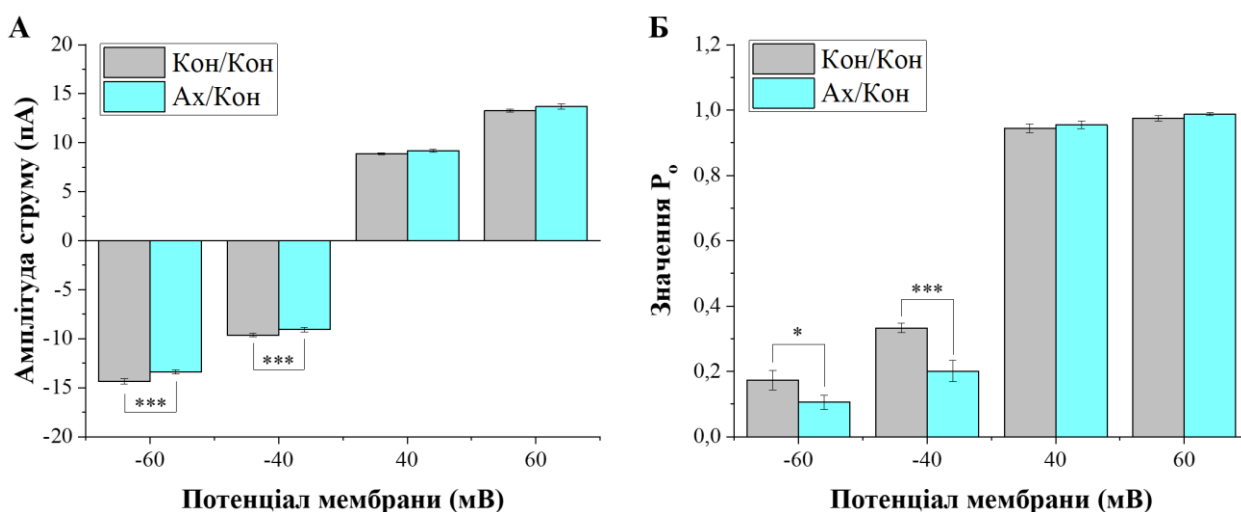 А
Амплітуда струму (пА)
20
15
10
5
0
-5
-10
-15
-20
Кон/Кон
Ах/Кон
***
***
-60
-40
40
60
Потенціал мембрани (мВ)
Б
Значення Pₒ
1,2
1,0
0,8
0,6
0,4
0,2
0,0
Кон/Кон
Ах/Кон
*
***
-60
-40
40
60
Потенціал мембрани (мВ)